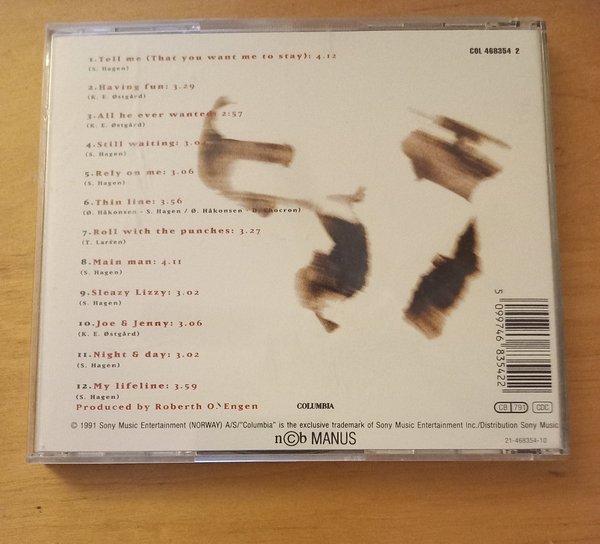 COL 468354 2
1.Tell me (That you want me to stay): 4.12
(S. Hagen)
2.Having fun: 3.29
(K. E. Østgård)
3.All he ever wanted: 2:57
(K. E. Østgård)
4.Still waiting:
(S. Hagen)
5.Rely on me: 3.06
(S. Hagen)
6.Thin line: 3.56
(Ø. Håkonsen - S. Hagen / Ø. Håkonsen - D. Chocron)
7.Roll with the punches: 3.27
(T. Larsen)
8.Main man: 4.11
(S. Hagen)
9.Sleazy Lizzy: 3.02
(S. Hagen)
10.Joe & Jenny: 3.06
(K. E. Østgård)
11.Night & day: 3.02
(S. Hagen)
12.My lifeline: 3.59
(S. Hagen)
Produced by Roberth O. Engen
COLUMBIA
5 099746 835422
CB 791 CDC
© 1991 Sony Music Entertainment (NORWAY) A/S/"Columbia" is the exclusive trademark of Sony Music Entertainment Inc./Distribution Sony Music
n©b MANUS
21-468354-10